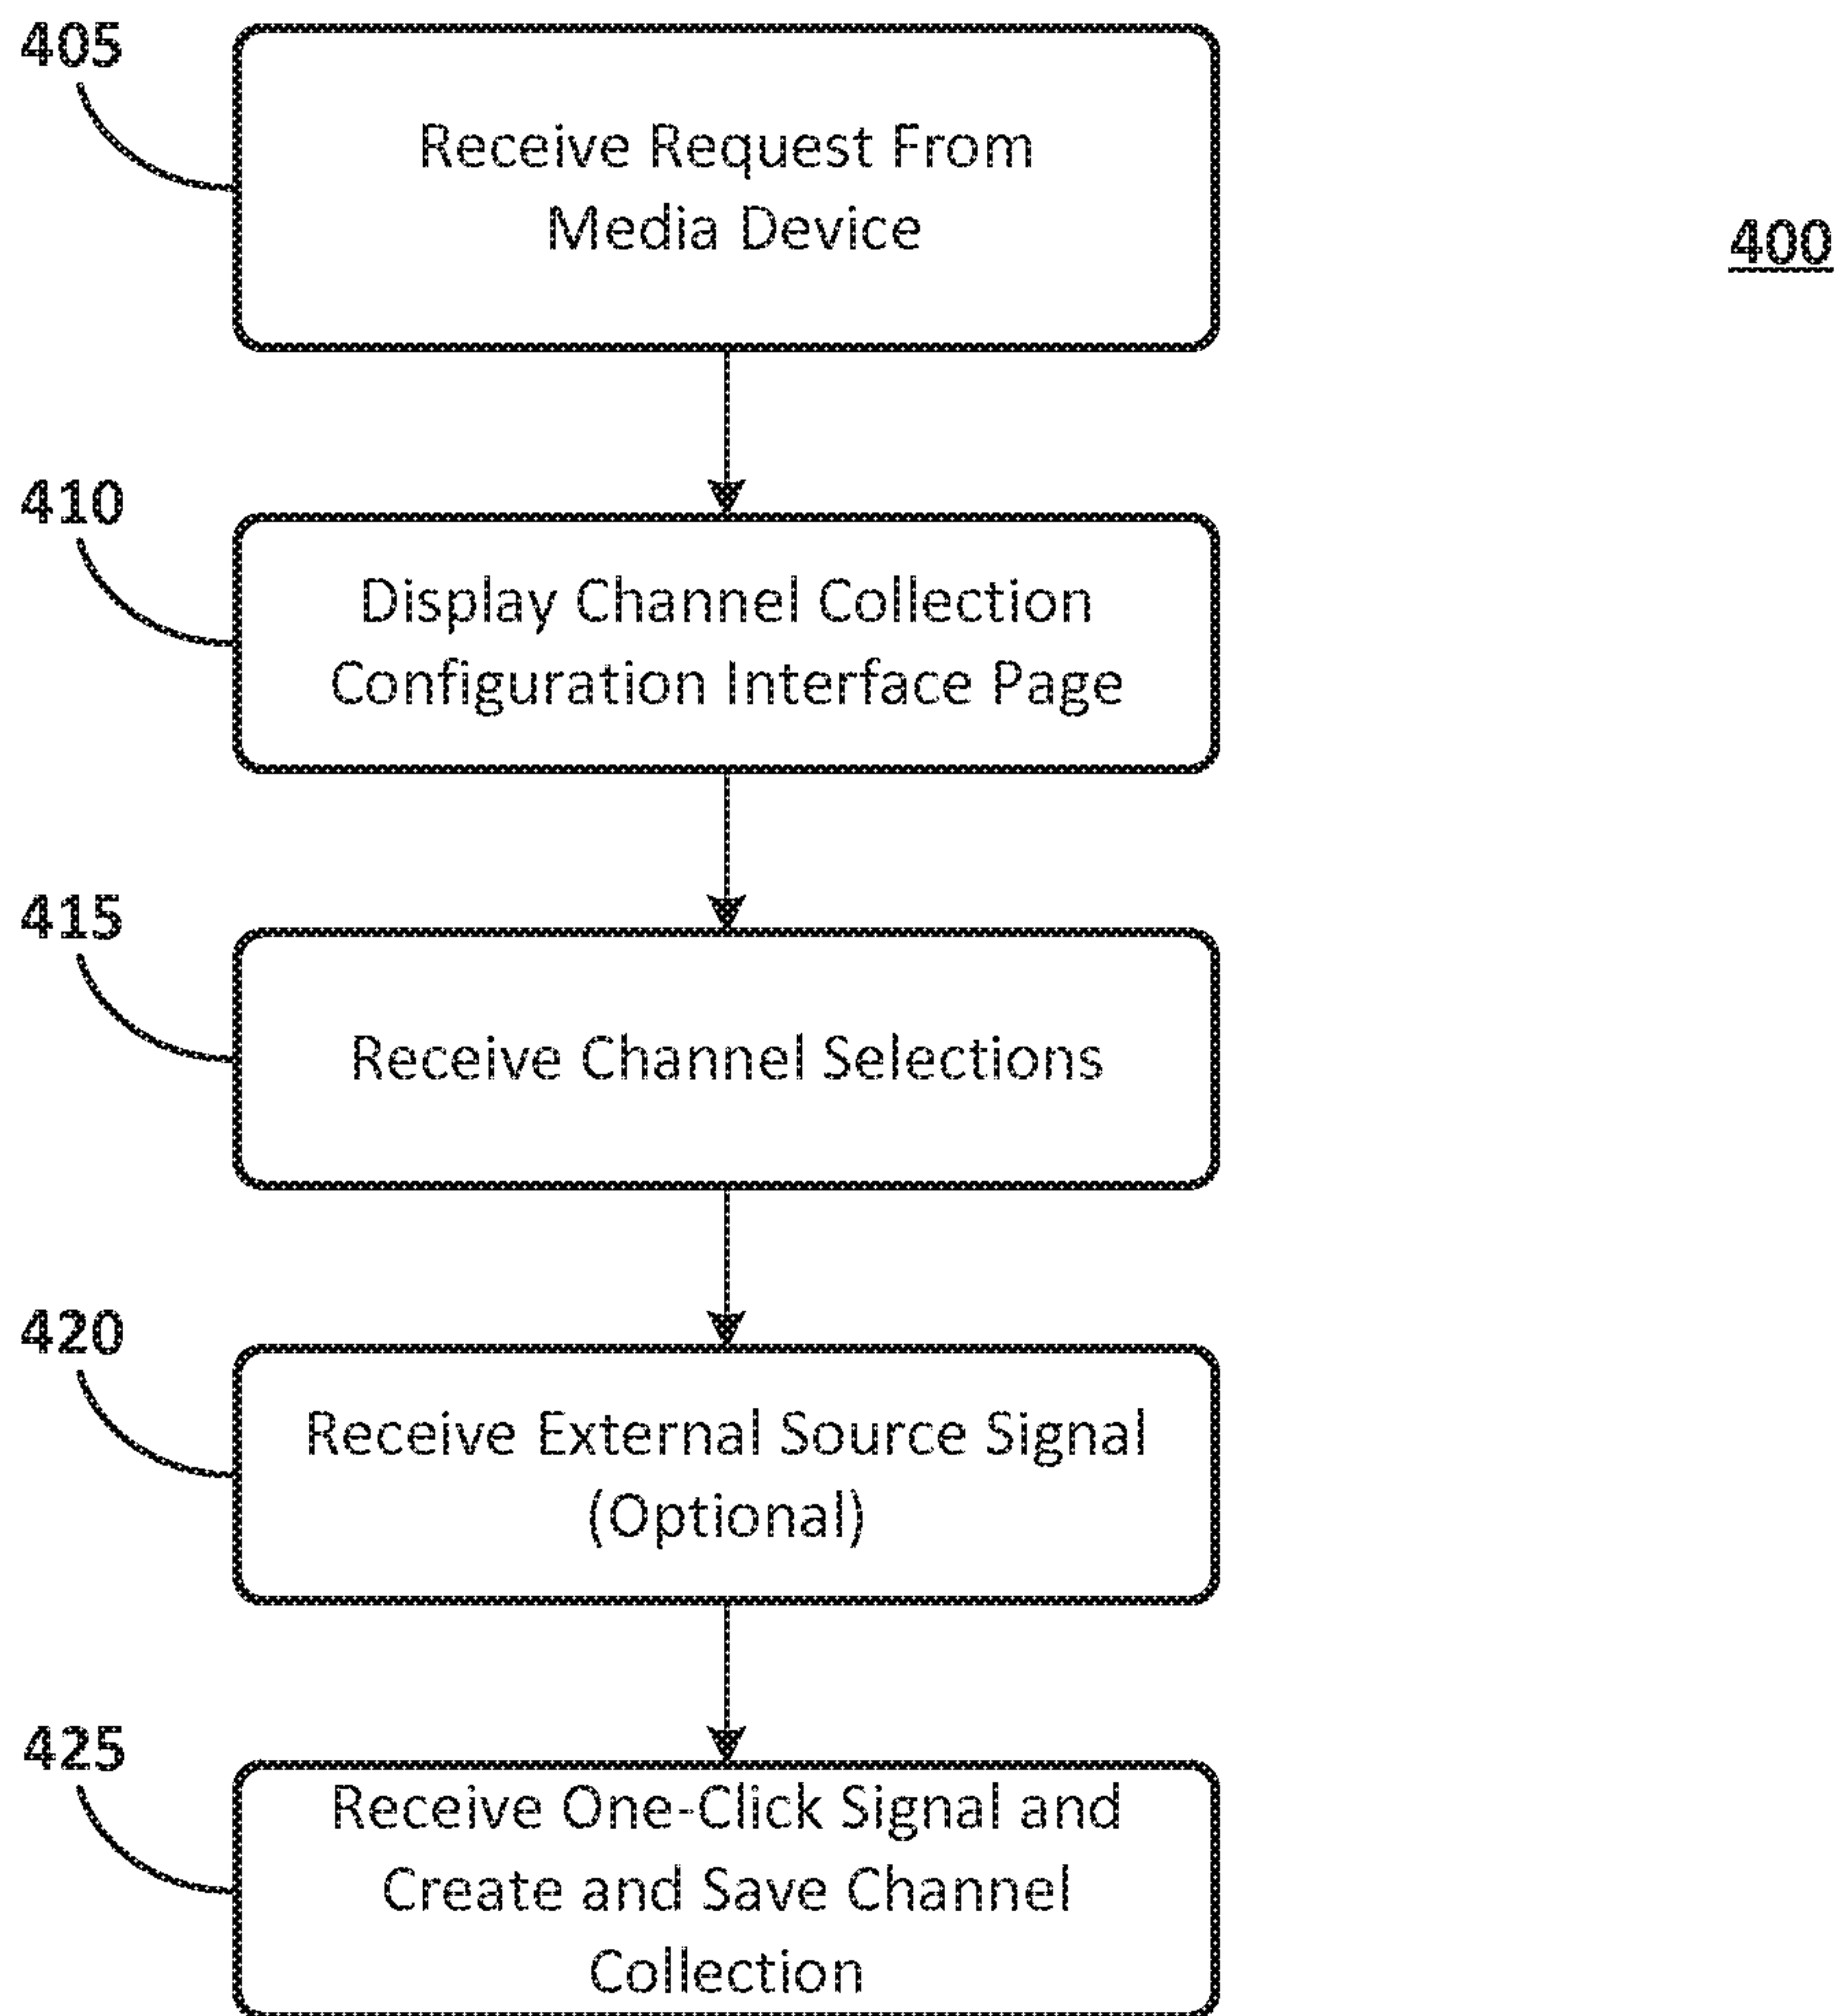 405
Receive Request From
Media Device
400
410
Display Channel Collection
Configuration Interface Page
415
Receive Channel Selections
420
Receive External Source Signal
(Optional)
425
Receive One-Click Signal and
Create and Save Channel
Collection